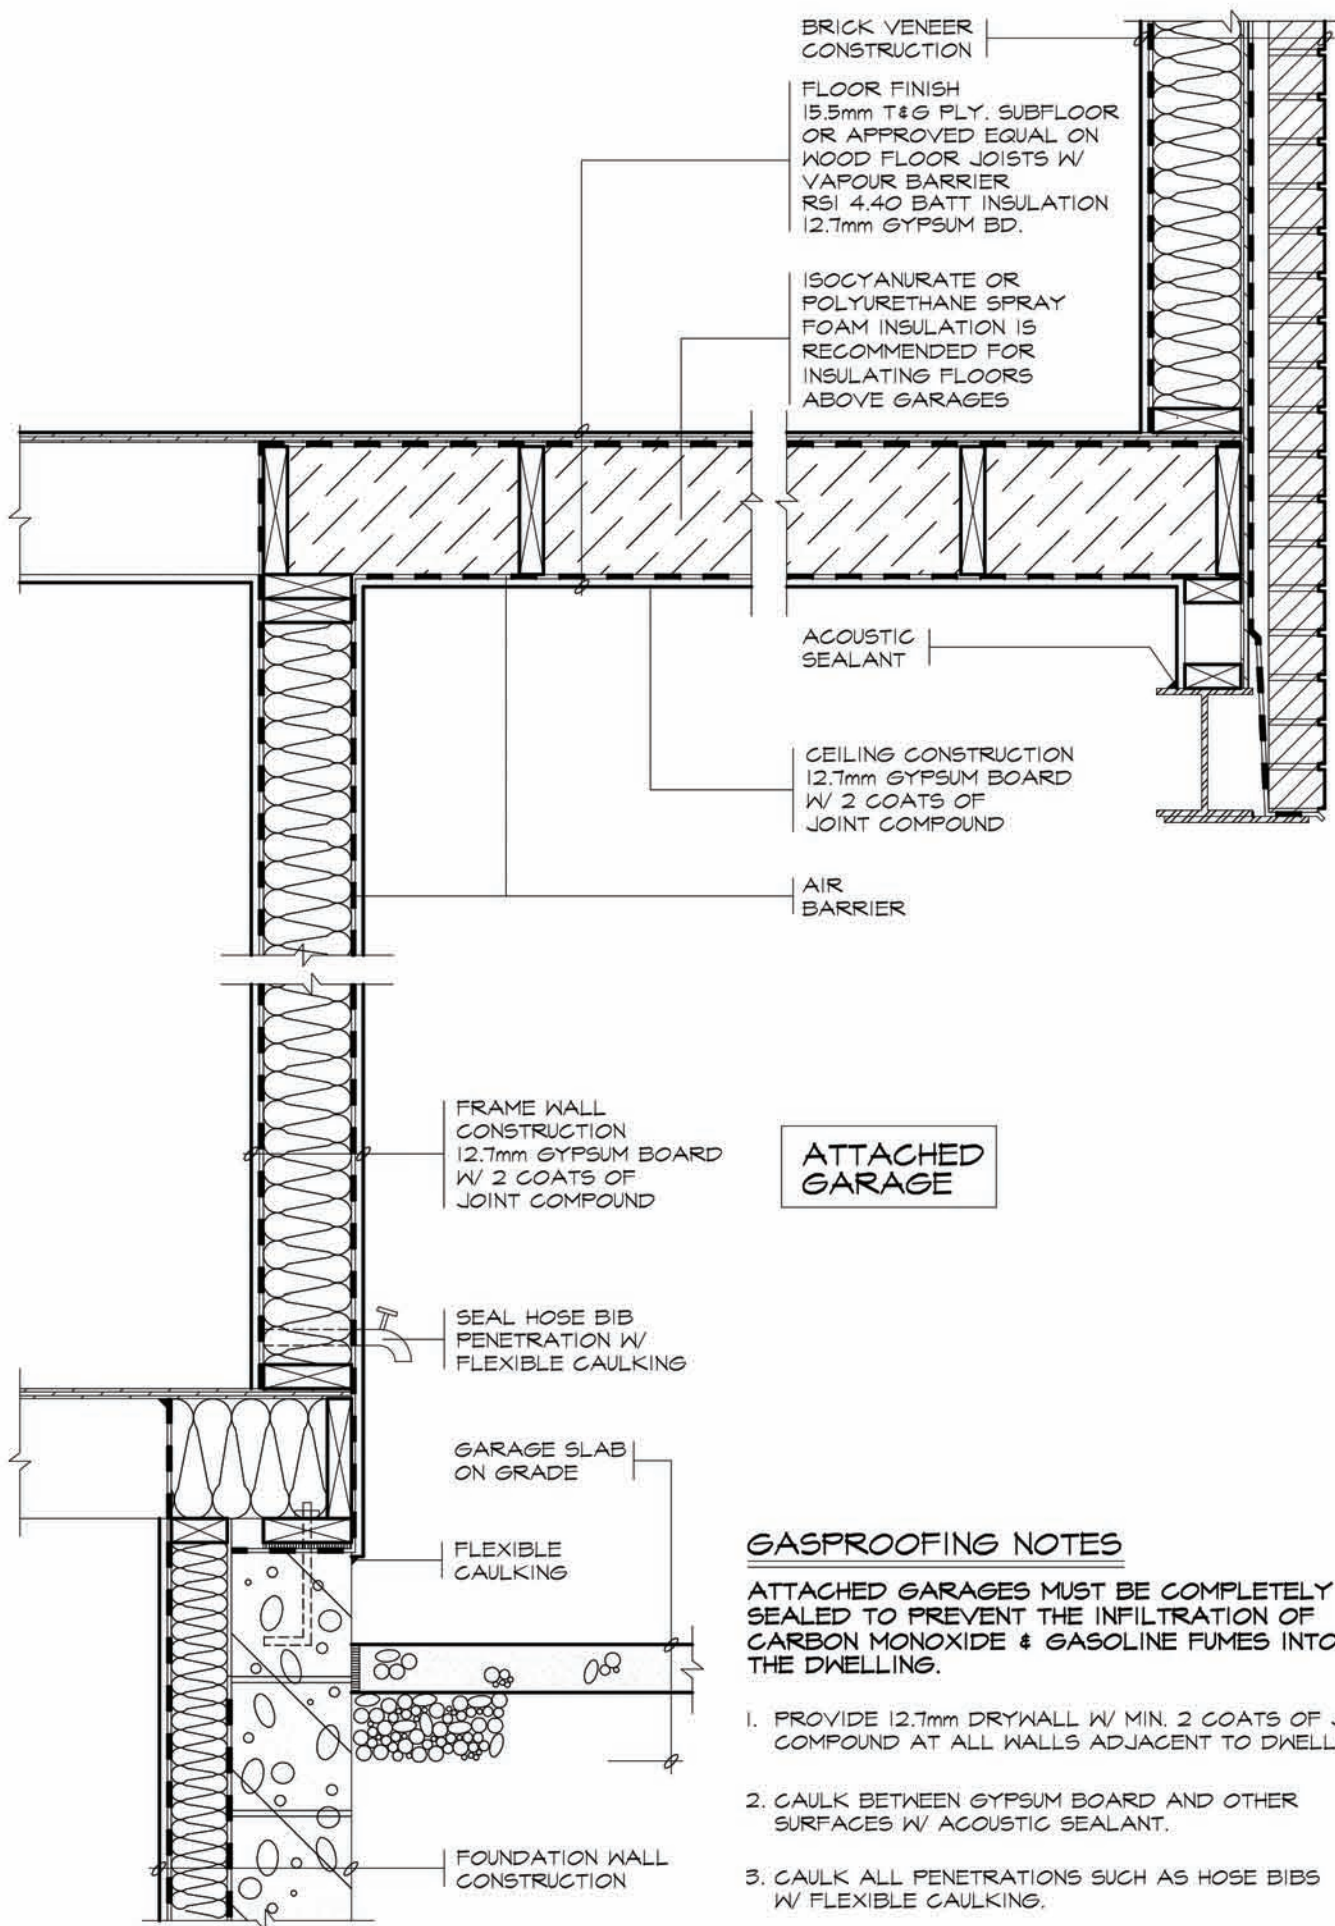 BRICK VENEER
CONSTRUCTION
FLOOR FINISH
15.5mm T&G PLY. SUBFLOOR
OR APPROVED EQUAL ON
WOOD FLOOR JOISTS W/
VAPOUR BARRIER
RSI 4.40 BATT INSULATION
12.7mm GYPSUM BD.
ISOCYANURATE OR
POLYURETHANE SPRAY
FOAM INSULATION IS
RECOMMENDED FOR
INSULATING FLOORS
ABOVE GARAGES
ACOUSTIC
SEALANT
CEILING CONSTRUCTION
12.7mm GYPSUM BOARD
W/ 2 COATS OF
JOINT COMPOUND
AIR
BARRIER
FRAME WALL
CONSTRUCTION
12.7mm GYPSUM BOARD
W/ 2 COATS OF
JOINT COMPOUND
ATTACHED
GARAGE
SEAL HOSE BIB
PENETRATION W/
FLEXIBLE CAULKING
GARAGE SLAB
ON GRADE
FLEXIBLE
CAULKING
FOUNDATION WALL
CONSTRUCTION
GASPROOFING NOTES
ATTACHED GARAGES MUST BE COMPLETELY
SEALED TO PREVENT THE INFILTRATION OF
CARBON MONOXIDE & GASOLINE FUMES INTO
THE DWELLING.
1. PROVIDE 12.7mm DRYWALL W/ MIN. 2 COATS OF
COMPOUND AT ALL WALLS ADJACENT TO
2. CAULK BETWEEN GYPSUM BOARD AND OTHER
SURFACES W/ ACOUSTIC SEALANT.
3. CAULK ALL PENETRATIONS SUCH AS HOSE BIBS
W/ FLEXIBLE CAULKING.